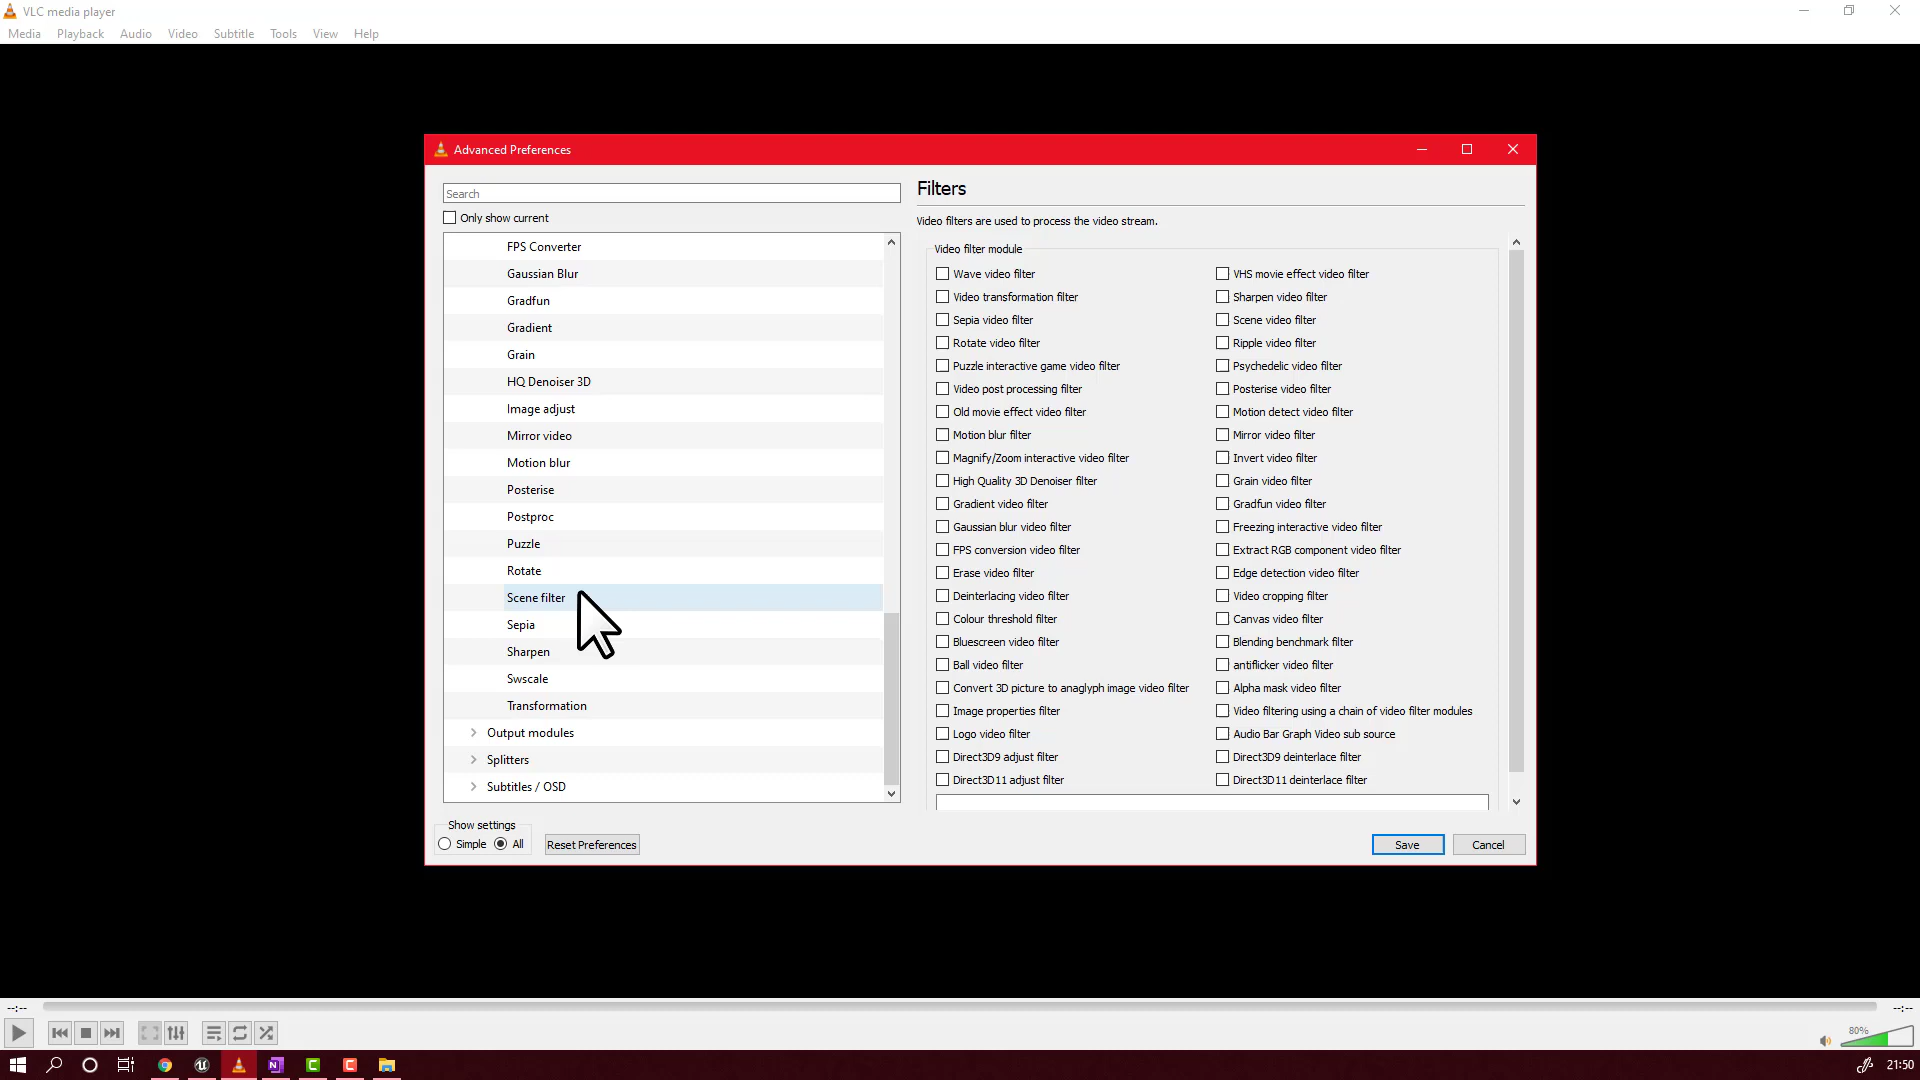 VLC media player
Media Playback Audio Video Subtitle Tools View Help
Advanced Preferences
Search
Only show current
FPS Converter
Gaussian Blur
Gradfun
Gradient
Grain
HQ Denoiser 3D
Image adjust
Mirror video
Motion blur
Posterise
Postproc
Puzzle
Rotate
Scene filter
Sepia
Sharpen
Swscale
Transformation
Output modules
Splitters
Subtitles / OSD
Show settings
Simple All
Reset Preferences
Filters
Video filters are used to process the video stream.
Video filter module
Wave video filter VHS movie effect video filter
Video transformation filter Sharpen video filter
Sepia video filter Scene video filter
Rotate video filter Ripple video filter
Puzzle interactive game video filter Psychedelic video filter
Video post processing filter Posterise video filter
Old movie effect video filter Motion detect video filter
Motion blur filter Mirror video filter
Magnify/Zoom interactive video filter Invert video filter
High Quality 3D Denoiser filter Grain video filter
Gradient video filter Gradfun video filter
Gaussian blur video filter Freezing interactive video filter
FPS conversion video filter Extract RGB component video filter
Erase video filter Edge detection video filter
Deinterlacing video filter Video cropping filter
Colour threshold filter Canvas video filter
Bluescreen video filter Blending benchmark filter
Ball video filter antiflicker video filter
Convert 3D picture to anaglyph image video filter Alpha mask video filter
Image properties filter Video filtering using a chain of video filter modules
Logo video filter Audio Bar Graph Video sub source
Direct3D9 adjust filter Direct3D9 deinterlace filter
Direct3D11 adjust filter Direct3D11 deinterlace filter
Save Cancel
--:-- --:--
80%
21:50